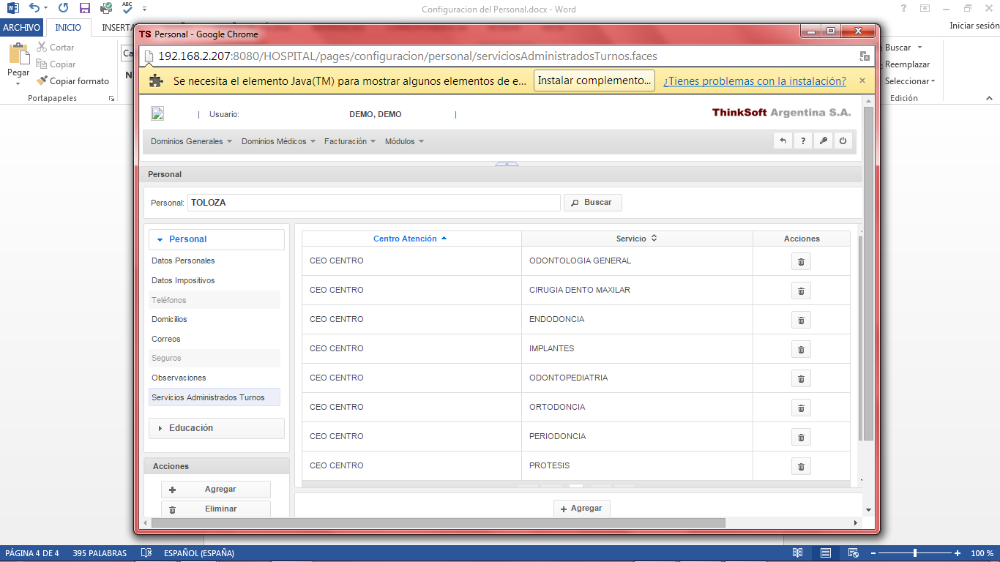 Configuracion del Personal.docx - Word
ARCHIVO
INICIO
INSERTA
Iniciar sesión
Pegar
Cortar
Copiar
Copiar formato
Portapapeles
Ca
N
Buscar
Reemplazar
Seleccionar
Edición
TS Personal - Google Chrome
192.168.2.207:8080/HOSPITAL/pages/configuracion/personal/serviciosAdministradosTurnos.faces
Se necesita el elemento Java(TM) para mostrar algunos elementos de e... Instalar complemento... ¿Tienes problemas con la instalación?
| Usuario: DEMO, DEMO | ThinkSoft Argentina S.A.
Dominios Generales Dominios Médicos Facturación Módulos ?
Personal
Personal: TOLOZA Buscar
Personal
Datos Personales
Datos Impositivos
Teléfonos
Domicilios
Correos
Seguros
Observaciones
Servicios Administrados Turnos
Educación
Acciones
Agregar
Eliminar
Centro Atención Servicio Acciones
CEO CENTRO ODONTOLOGIA GENERAL
CEO CENTRO CIRUGIA DENTO MAXILAR
CEO CENTRO ENDODONCIA
CEO CENTRO IMPLANTES
CEO CENTRO ODONTOPEDIATRIA
CEO CENTRO ORTODONCIA
CEO CENTRO PERIODONCIA
CEO CENTRO PROTESIS
Agregar
PÁGINA 4 DE 4 395 PALABRAS ESPAÑOL (ESPAÑA) 100 %